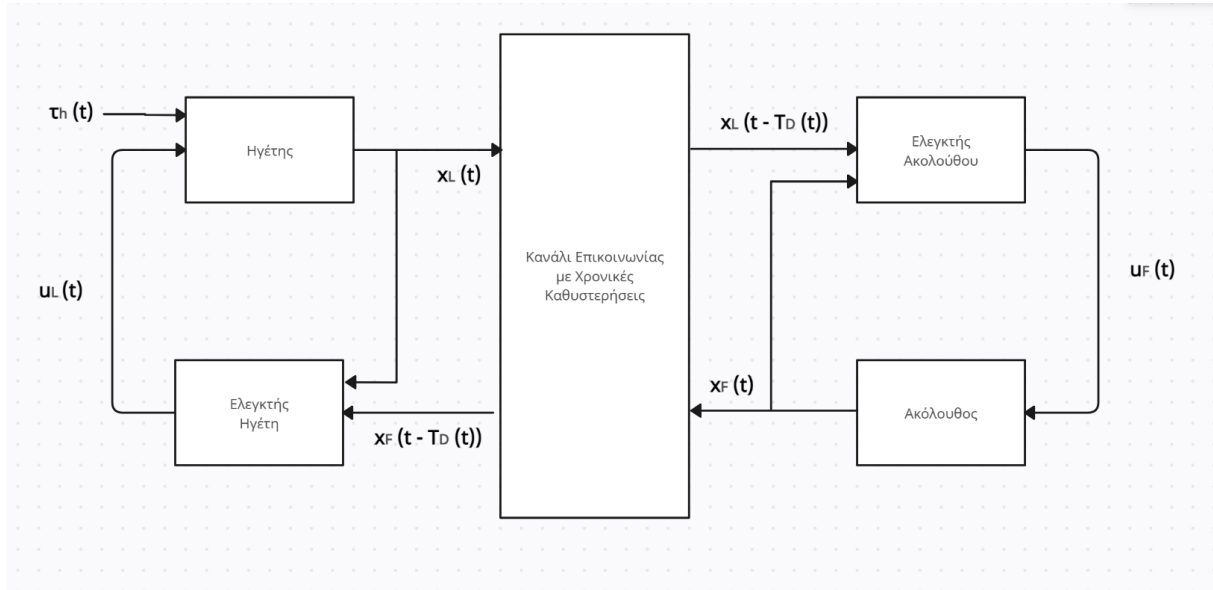 τh (t)
Ηγέτης
xL (t)
uL (t)
Ελεγκτής
Ηγέτη
xF (t - TD (t))
Κανάλι Επικοινωνίας
με Χρονικές
Καθυστερήσεις
xL (t - TD (t))
Ελεγκτής
Ακολούθου
uF (t)
xF (t)
Ακόλουθος